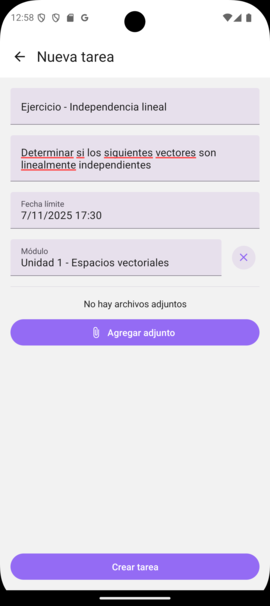 12:58
Nueva tarea
Ejercicio - Independencia lineal
Determinar si los siguientes vectores son
linealmente independientes
Fecha límite
7/11/2025 17:30
Módulo
Unidad 1 - Espacios vectoriales
No hay archivos adjuntos
Agregar adjunto
Crear tarea